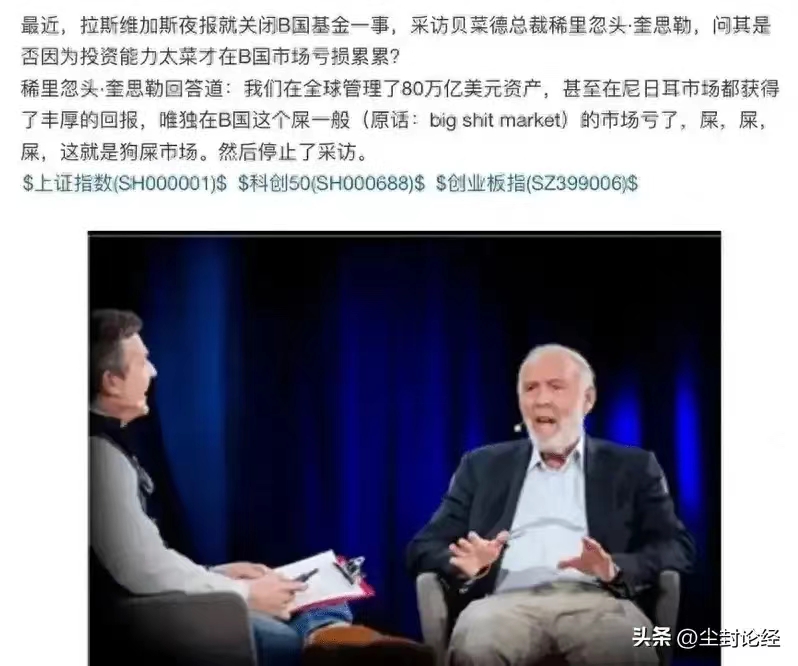 最近，拉斯维加斯夜报就关闭B国基金一事，采访贝菜德总裁稀里忽头·奎思勒，问其是
否因为投资能力太菜才在B国市场亏损累累？
稀里忽头·奎思勒回答道：我们在全球管理了80万亿美元资产，甚至在尼日耳市场都获得
了丰厚的回报，唯独在B国这个屎一般（原话：big shit market）的市场亏了，屎，屎，
屎，这就是狗屎市场。然后停止了采访。
$上证指数(SH000001)$ $科创50(SH000688)$ $创业板指(SZ399006)$
头条 @尘封论经